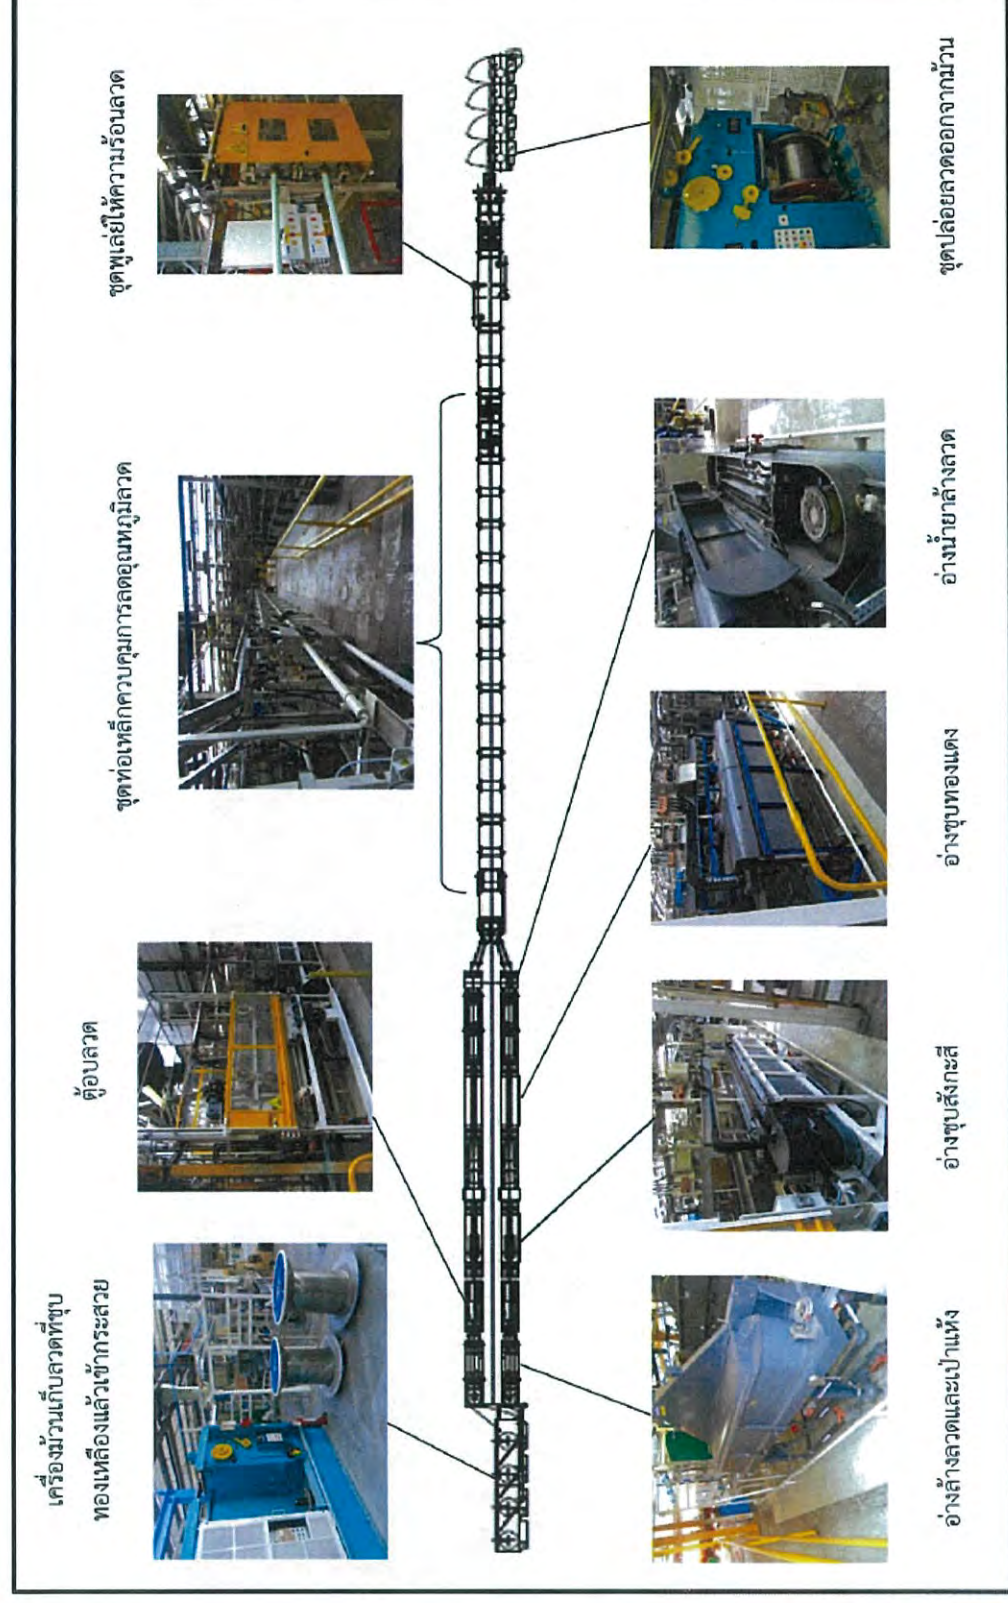 เครื่องม้วนเก็บลวดที่ชุบ
ทองเหลืองแล้วเข้ากระสวย
ตู้อบลวด
ชุดท่อเหล็กควบคุมการลดอุณหภูมิลวด
ชุดพูเล่ย์ให้ความร้อนลวด
อ่างล้างลวดและเป่าแห้ง
อ่างชุบสังกะสี
อ่างชุบทองแดง
อ่างน้ำยาล้างลวด
ชุดปล่อยลวดออกจากม้วน